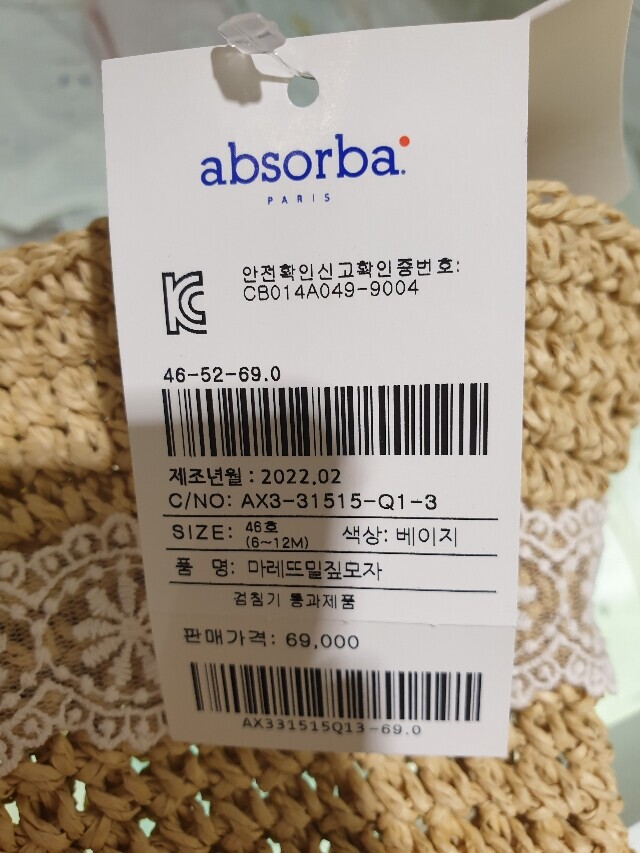 absorba.
PARIS
안전확인신고확인증번호:
CB014A049-9004
46-52-69.0
제조년월 : 2022.02
C/NO: AX3-31515-Q1-3
SIZE: 46호 (6~12M) 색상: 베이지
품 명: 마레뜨밀짚모자
검침기 통과제품
판매가격: 69,000
AX331515Q13-69.0